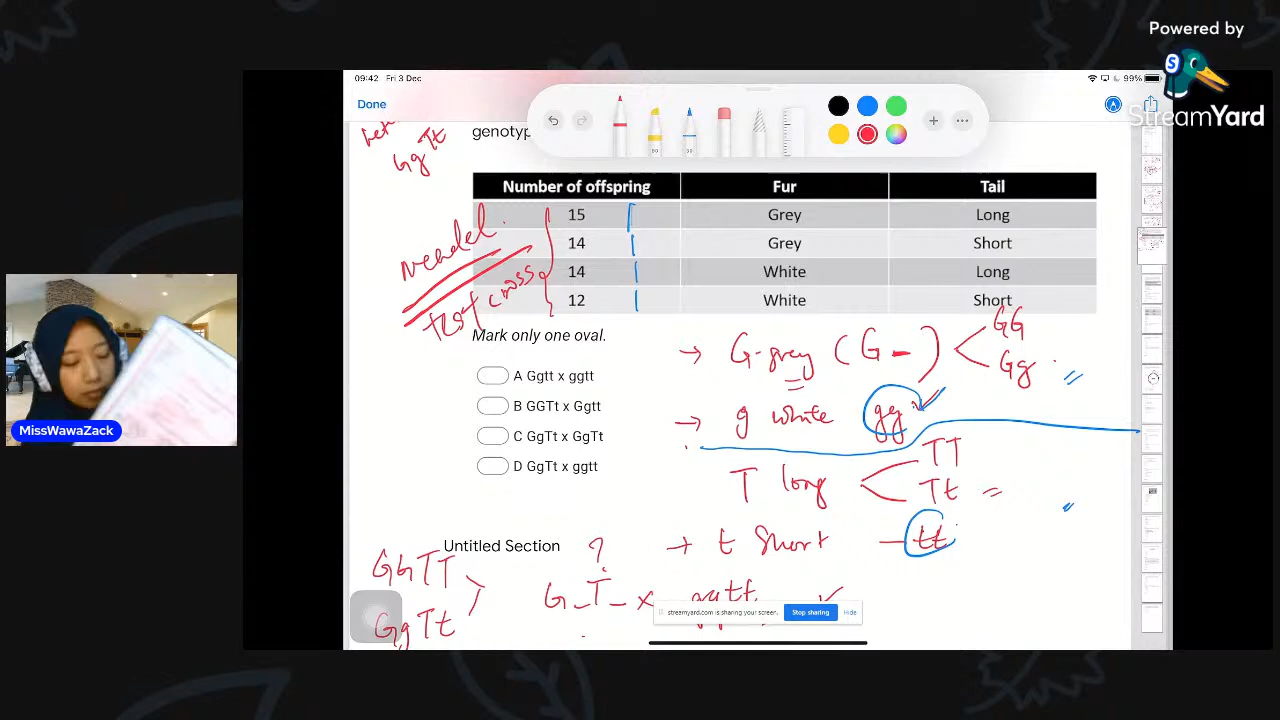 Powered by
StreamYard
09:42 Fri 3 Dec
99%
Done
genotyp
Tt
Gg
Number of offspring Fur Tail
15 Grey Long
14 Grey Short
14 White Long
12 White Short
test cross
Mark only one oval.
A Ggtt x ggtt
B GGTt x Ggtt
C GgTt x GgTt
D GgTt x ggtt
→ G-grey (G-) GG
Gg
→ g white gg
T long TT
Tt =
→ t short - tt
Untitled Section
?
GGTT
GgTt
G_T_ x ggtt
streamyard.com is sharing your screen. Stop sharing Hide
MissWawaZack